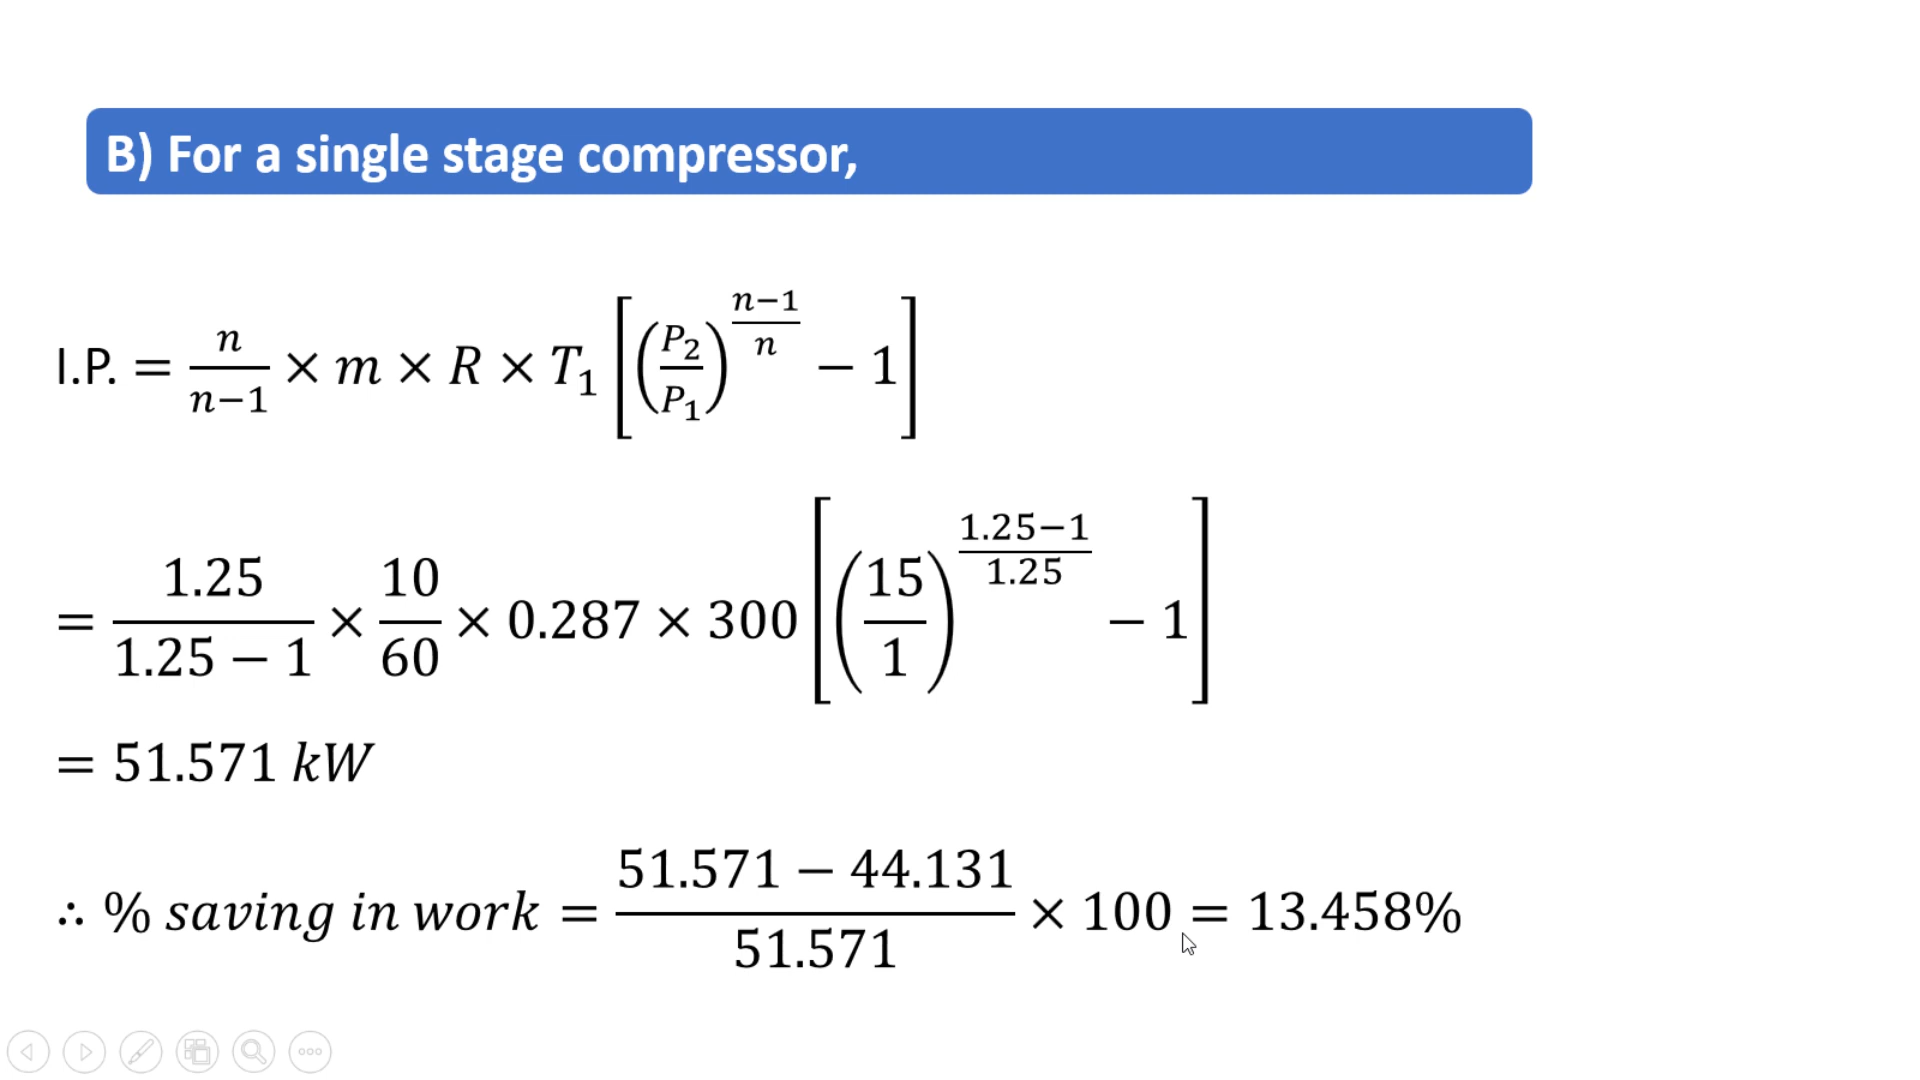 B) For a single stage compressor,
I.P. = n/(n−1) × m × R × T₁ [(P₂/P₁)^((n−1)/n) − 1]
= 1.25/(1.25 − 1) × 10/60 × 0.287 × 300 [(15/1)^((1.25−1)/1.25) − 1]
= 51.571 kW
∴ % saving in work = (51.571 − 44.131)/51.571 × 100 = 13.458%